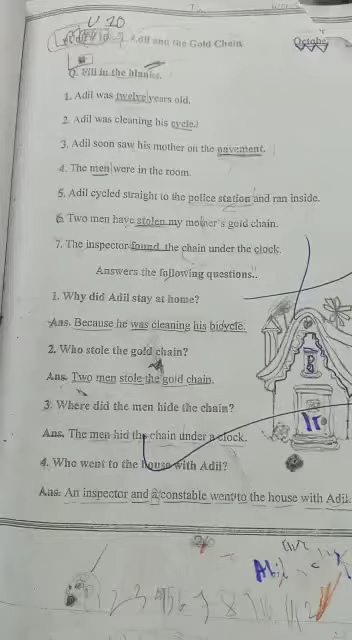 U 10
Adil and the Gold Chain
October
Q. Fill in the blanks.
1. Adil was twelve years old.
2. Adil was cleaning his cycle.
3. Adil soon saw his mother on the pavement.
4. The men were in the room.
5. Adil cycled straight to the police station and ran inside.
6. Two men have stolen my mother's gold chain.
7. The inspector found the chain under the clock.
Answers the following questions..
1. Why did Adil stay at home?
Ans. Because he was cleaning his bicycle.
2. Who stole the gold chain?
Ans. Two men stole the gold chain.
3. Where did the men hide the chain?
Ans. The men hid the chain under a clock.
4. Who went to the house with Adil?
Ans. An inspector and a constable went to the house with Adil.